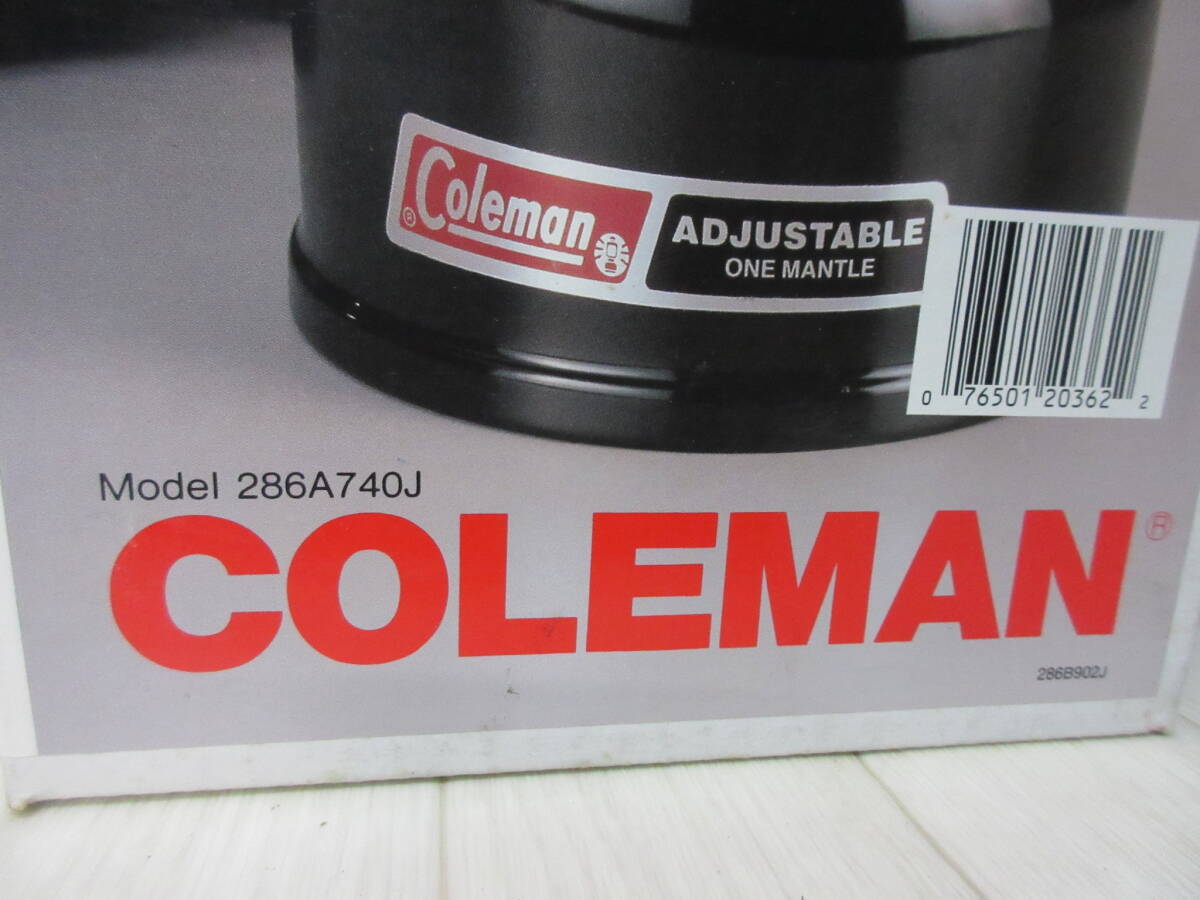 Coleman ®
ADJUSTABLE
ONE MANTLE
0 76501 20362 2
Model 286A740J
COLEMAN®
286B902J